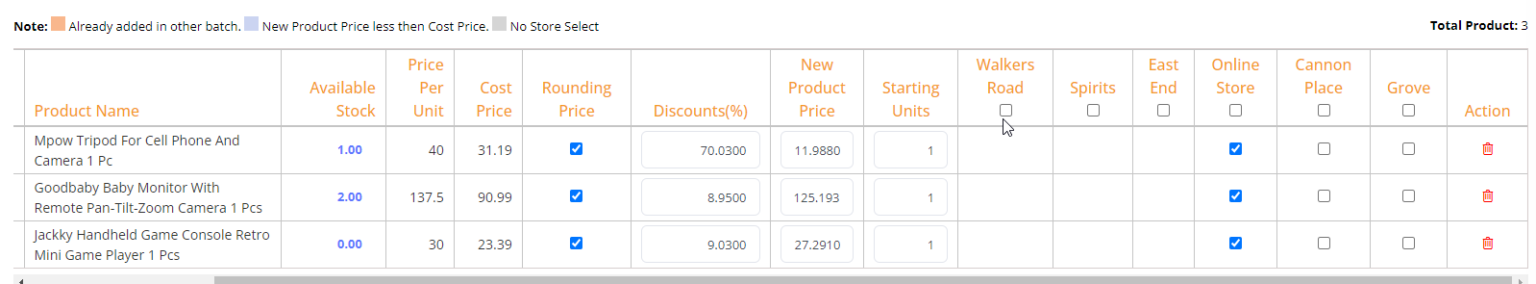 Note: Already added in other batch. New Product Price less then Cost Price. No Store Select
Total Product: 3
Product Name Available Stock Price Per Unit Cost Price Rounding Price Discounts(%) New Product Price Starting Units Walkers Road Spirits East End Online Store Cannon Place Grove Action
Mpow Tripod For Cell Phone And
Camera 1 Pc
1.00 40 31.19 70.0300 11.9880 1
Goodbaby Baby Monitor With
Remote Pan-Tilt-Zoom Camera 1 Pcs
2.00 137.5 90.99 8.9500 125.193 1
Jackky Handheld Game Console Retro
Mini Game Player 1 Pcs
0.00 30 23.39 9.0300 27.2910 1